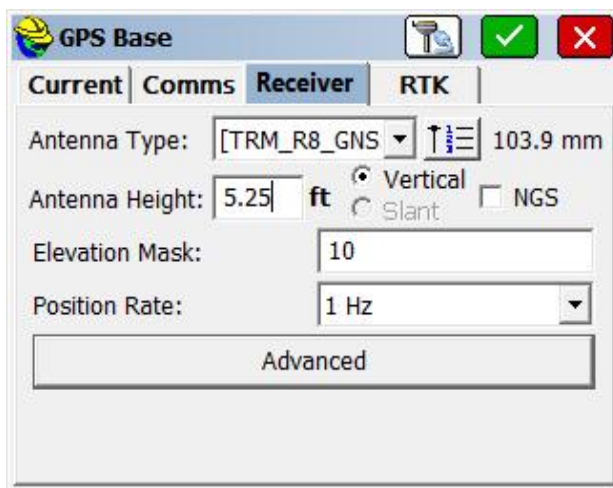 GPS Base
Current Comms Receiver RTK
Antenna Type: [TRM_R8_GNS 103.9 mm
Antenna Height: 5.25 ft Vertical Slant NGS
Elevation Mask: 10
Position Rate: 1 Hz
Advanced